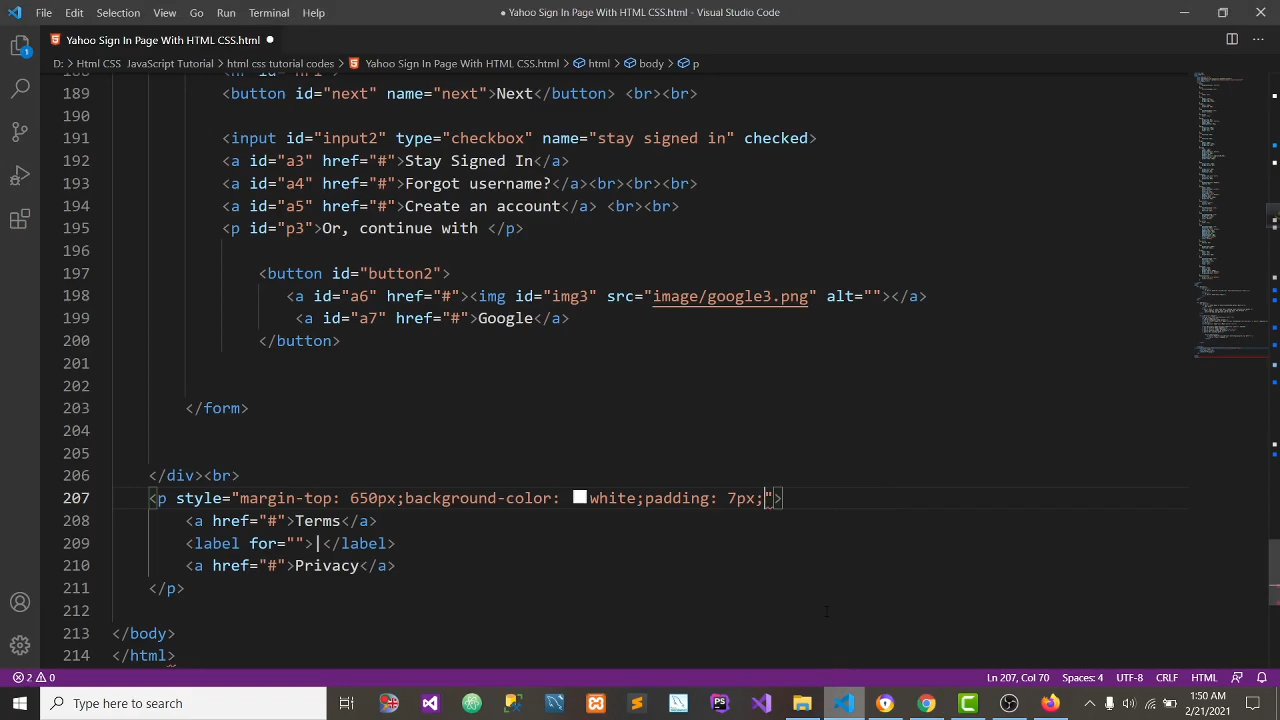 File Edit Selection View Go Run Terminal Help
● Yahoo Sign In Page With HTML CSS.html - Visual Studio Code
Yahoo Sign In Page With HTML CSS.html ●
D: > Html CSS JavaScript Tutorial > html css tutorial codes > Yahoo Sign In Page With HTML CSS.html > html > body > p
189 <button id="next" name="next">Next</button> <br><br>
190
191 <input id="input2" type="checkbox" name="stay signed in" checked>
192 <a id="a3" href="#">Stay Signed In</a>
193 <a id="a4" href="#">Forgot username?</a><br><br><br>
194 <a id="a5" href="#">Create an account</a> <br><br>
195 <p id="p3">Or, continue with </p>
196
197 <button id="button2">
198 <a id="a6" href="#"><img id="img3" src="image/google3.png" alt=""></a>
199 <a id="a7" href="#">Google</a>
200 </button>
201
202
203 </form>
204
205
206 </div><br>
207 <p style="margin-top: 650px;background-color: white;padding: 7px;">
208 <a href="#">Terms</a>
209 <label for="">|</label>
210 <a href="#">Privacy</a>
211 </p>
212
213 </body>
214 </html>
2 0 Ln 207, Col 70 Spaces: 4 UTF-8 CRLF HTML
Type here to search
1:50 AM
2/21/2021